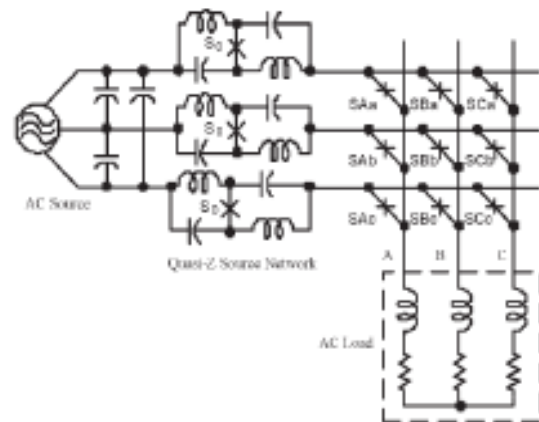 S0
SAa SBa SCa
S0
SAb SBb SCb
S0
SAc SBc SCc
AC Source
Quasi-Z Source Network
A B C
AC Load